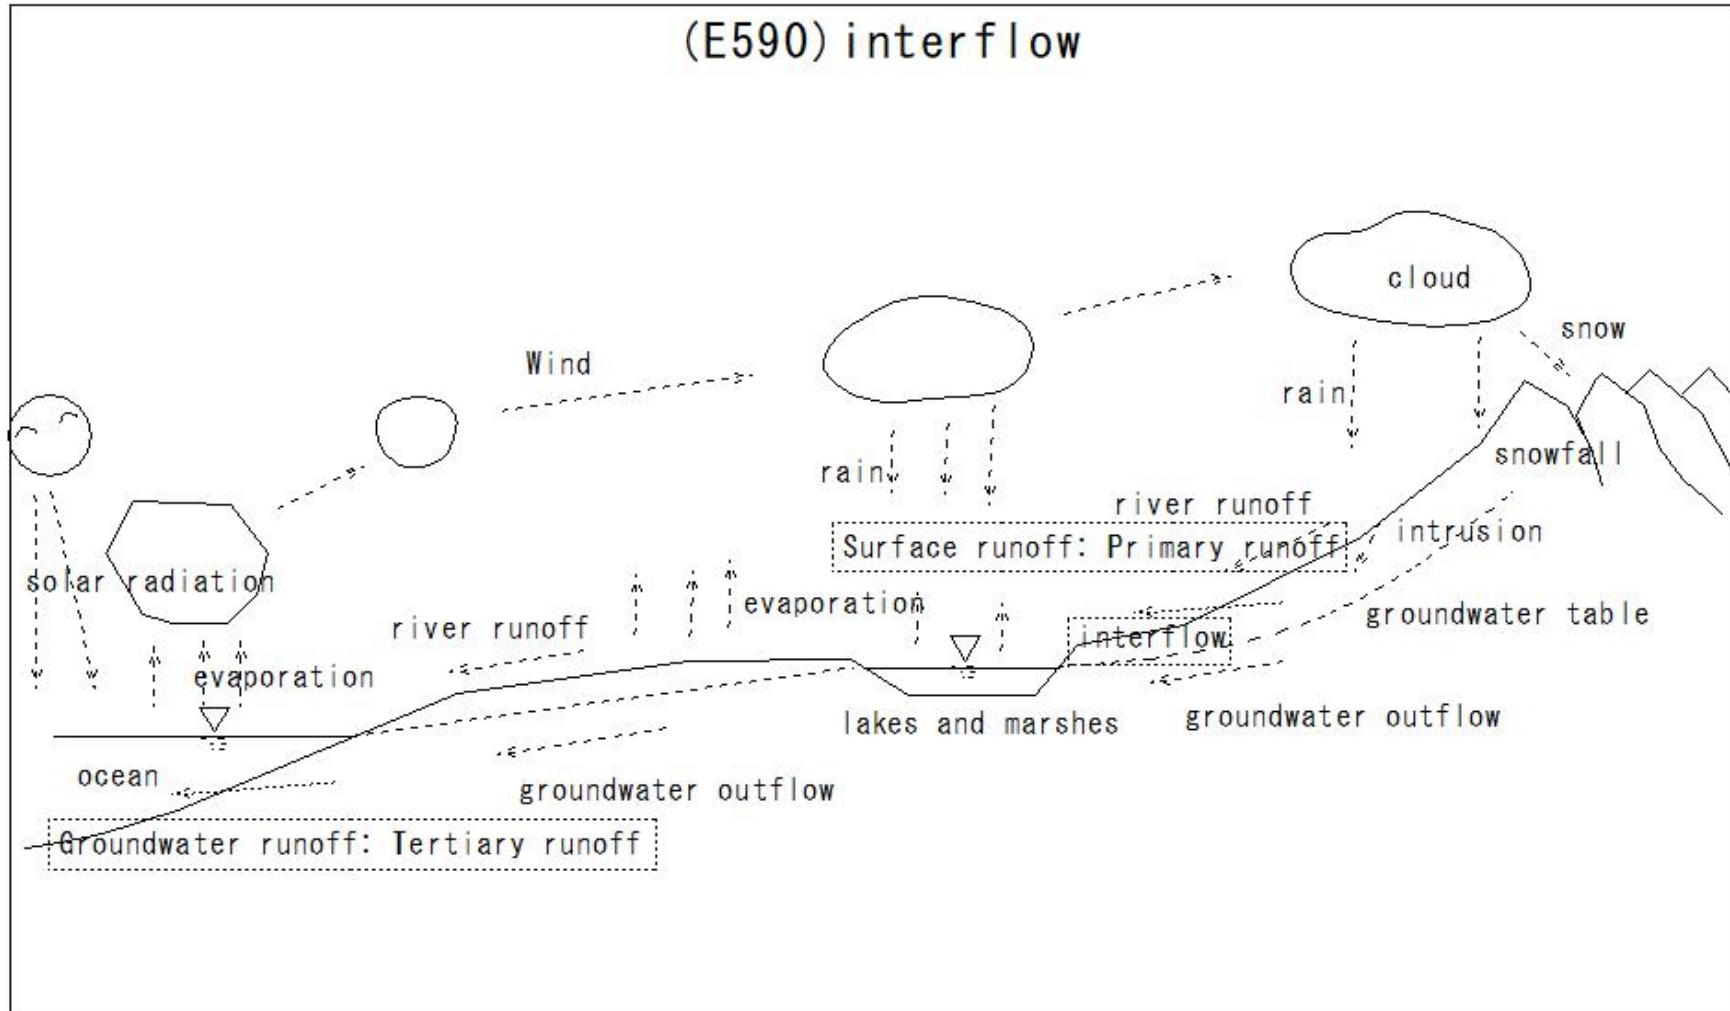 (E590) interflow
cloud
snow
Wind
rain
rain
snowfall
river runoff
intrusion
Surface runoff: Primary runoff
solar radiation
evaporation
groundwater table
river runoff
interflow
evaporation
groundwater outflow
lakes and marshes
ocean
groundwater outflow
Groundwater runoff: Tertiary runoff